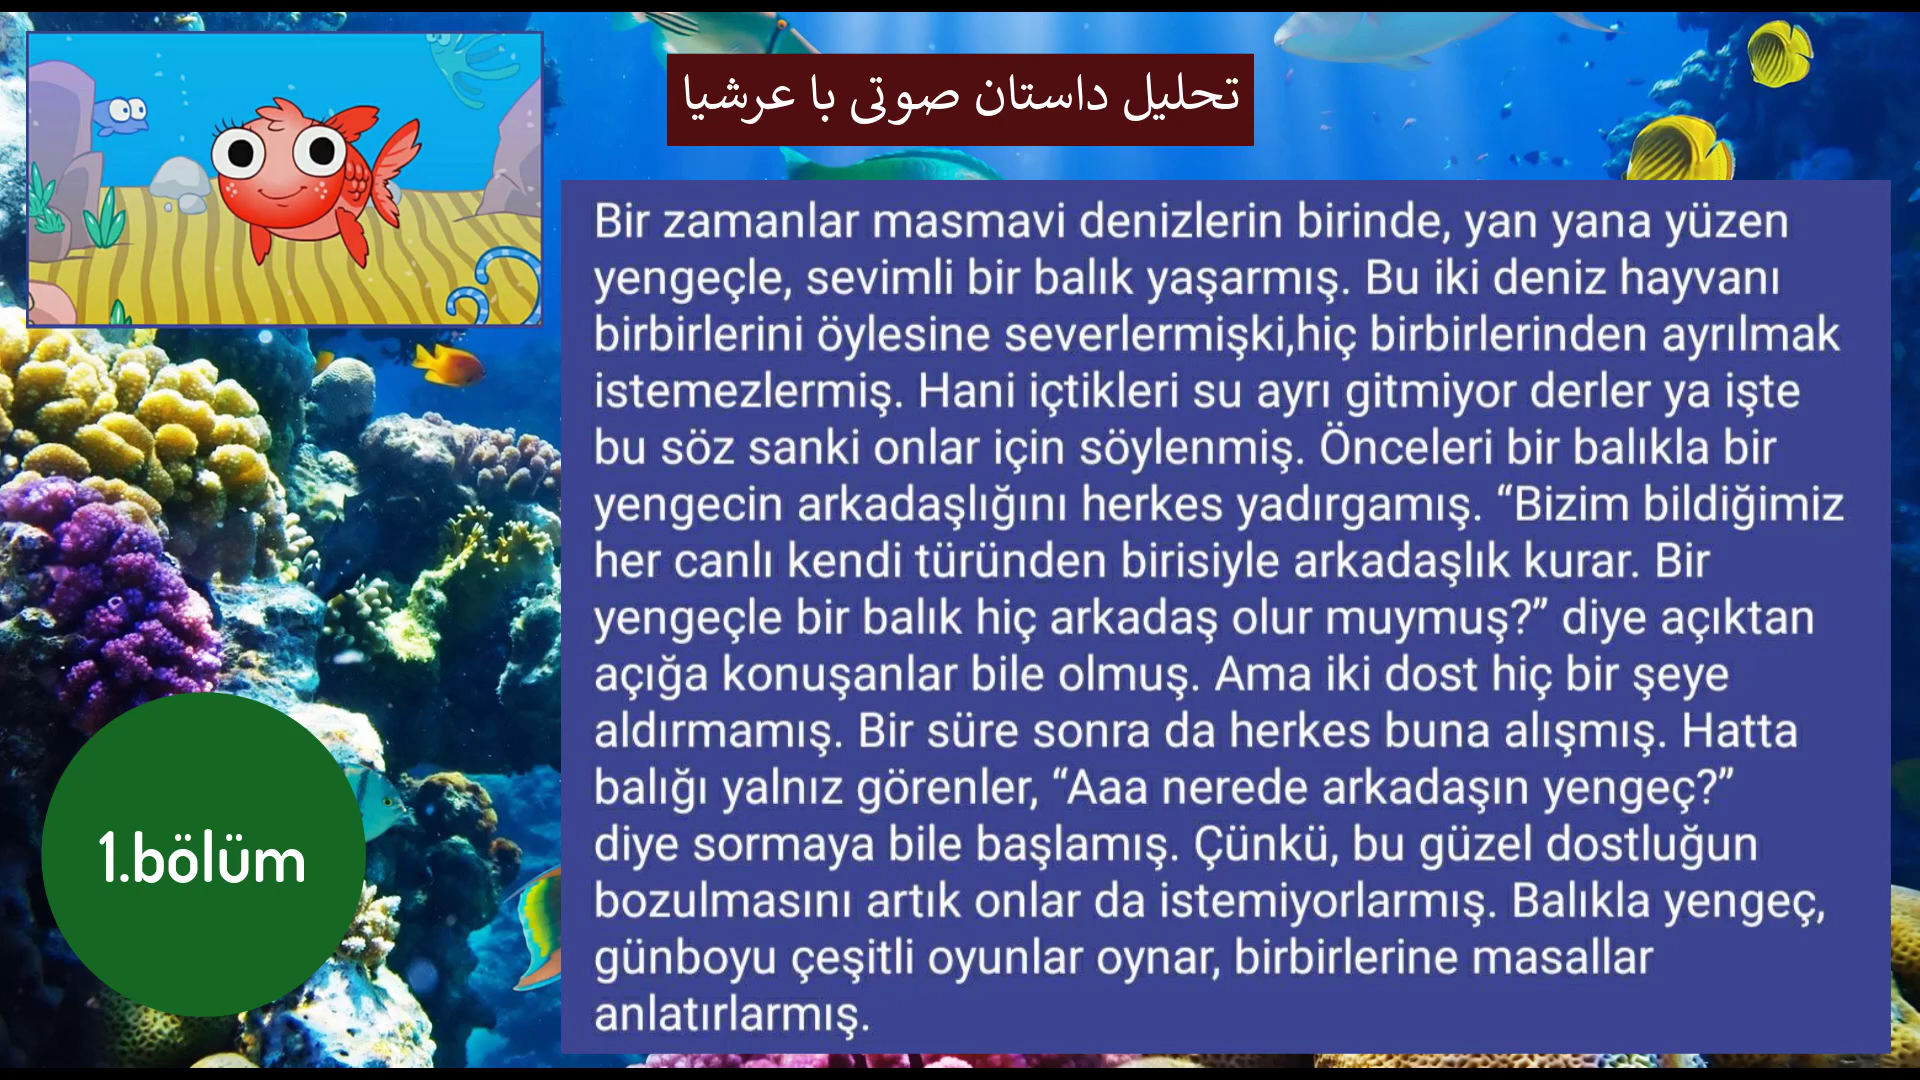 تحلیل داستان صوتی با عرشیا
Bir zamanlar masmavi denizlerin birinde, yan yana yüzen
yengeçle, sevimli bir balık yaşarmış. Bu iki deniz hayvanı
birbirlerini öylesine severlermişki,hiç birbirlerinden ayrılmak
istemezlermiş. Hani içtikleri su ayrı gitmiyor derler ya işte
bu söz sanki onlar için söylenmiş. Önceleri bir balıkla bir
yengecin arkadaşlığını herkes yadırgamış. “Bizim bildiğimiz
her canlı kendi türünden birisiyle arkadaşlık kurar. Bir
yengeçle bir balık hiç arkadaş olur muymuş?” diye açıktan
açığa konuşanlar bile olmuş. Ama iki dost hiç bir şeye
aldırmamış. Bir süre sonra da herkes buna alışmış. Hatta
balığı yalnız görenler, “Aaa nerede arkadaşın yengeç?”
diye sormaya bile başlamış. Çünkü, bu güzel dostluğun
bozulmasını artık onlar da istemiyorlarmış. Balıkla yengeç,
günboyu çeşitli oyunlar oynar, birbirlerine masallar
anlatırlarmış.
1.bölüm